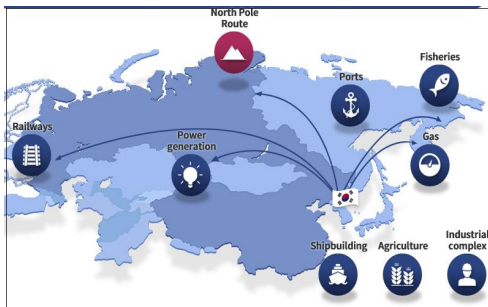 North Pole
Route
Fisheries
Ports
Railways
Power
generation
Gas
Shipbuilding
Agriculture
Industrial
complex